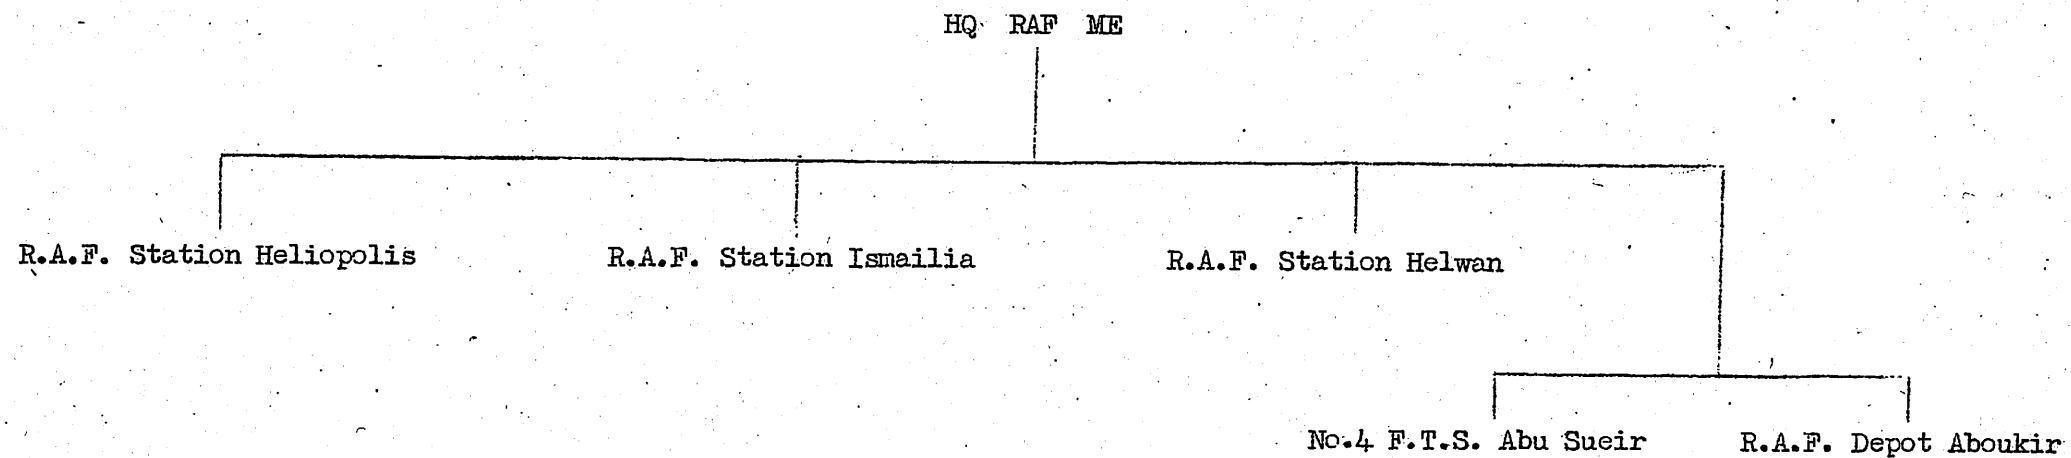 HQ RAF ME
R.A.F. Station Heliopolis
R.A.F. Station Ismailia
R.A.F. Station Helwan
No.4 F.T.S. Abu Sueir
R.A.F. Depot Aboukir